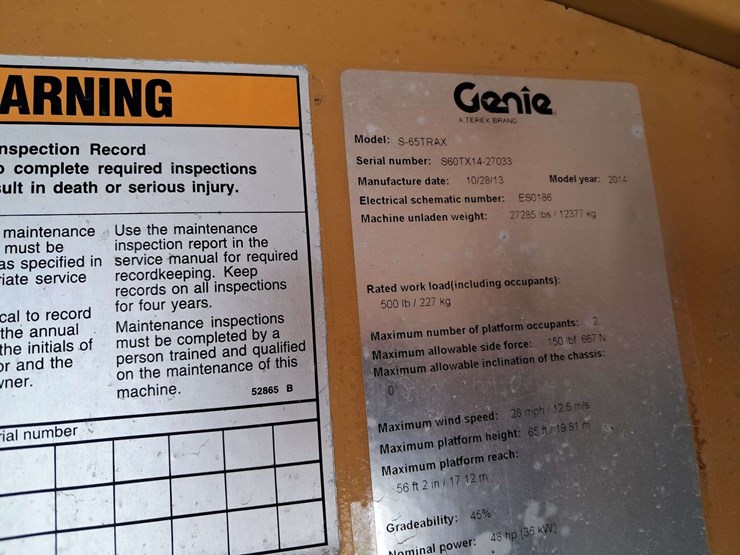 ARNING
nspection Record
o complete required inspections
sult in death or serious injury.
maintenance
must be
as specified in
riate service
cal to record
the annual
the initials of
or and the
wner.
Use the maintenance
inspection report in the
service manual for required
recordkeeping. Keep
records on all inspections
for four years.
Maintenance inspections
must be completed by a
person trained and qualified
on the maintenance of this
machine.
52865 B
rial number
Genie
A TEREX BRAND
Model: S-65TRAX
Serial number: S60TX14-27033
Manufacture date: 10/28/13 Model year: 2014
Electrical schematic number: ES0186
Machine unladen weight: 27285 lbs / 12377 kg
Rated work load(including occupants):
500 lb / 227 kg
Maximum number of platform occupants: 2
Maximum allowable side force: 150 lbf 667 N
Maximum allowable inclination of the chassis:
0°
Maximum wind speed: 28 mph / 12.5 m/s
Maximum platform height: 65 ft / 19.81 m
Maximum platform reach:
56 ft 2 in / 17.12 m
Gradeability: 45%
Nominal power: 48 hp (36 kW)